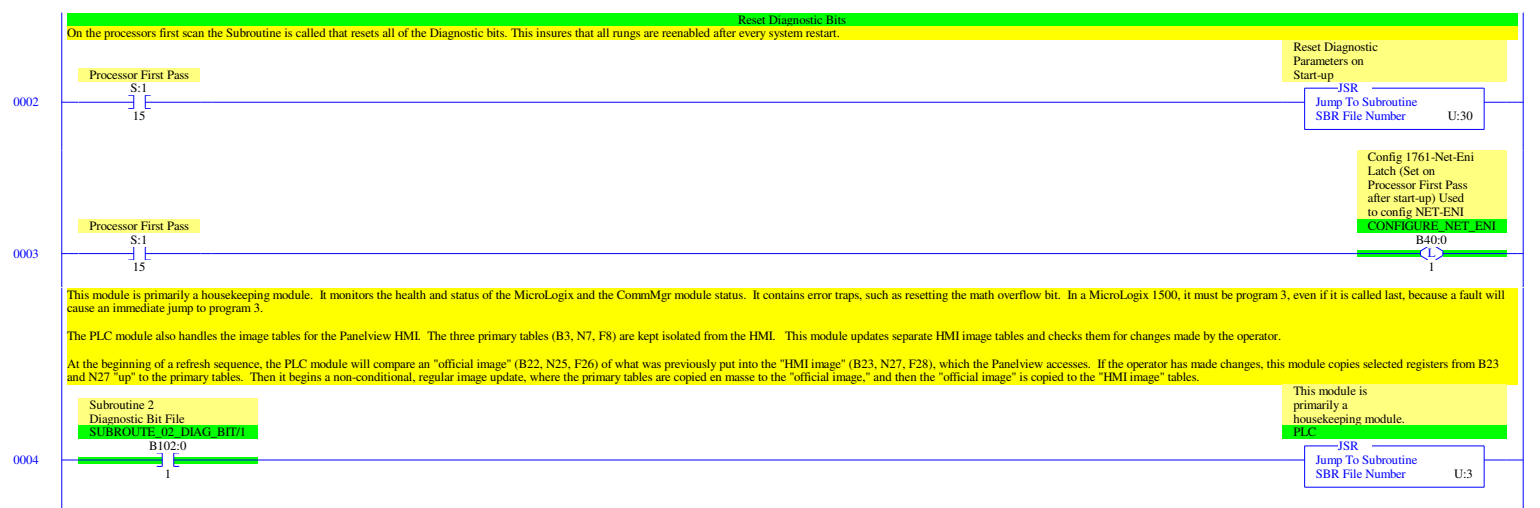 Reset Diagnostic Bits
On the processors first scan the Subroutine is called that resets all of the Diagnostic bits. This insures that all rungs are reenabled after every system restart.
Reset Diagnostic
Parameters on
Start-up
Processor First Pass
S:1
JSR
0002
Jump To Subroutine
15
SBR File Number U:30
Config 1761-Net-Eni
Latch (Set on
Processor First Pass
after start-up) Used
to config NET-ENI
Processor First Pass
CONFIGURE_NET_ENI
S:1
B40:0
0003
L
15
1
This module is primarily a housekeeping module. It monitors the health and status of the MicroLogix and the CommMgr module status. It contains error traps, such as resetting the math overflow bit. In a MicroLogix 1500, it must be program 3, even if it is called last, because a fault will
cause an immediate jump to program 3.
The PLC module also handles the image tables for the Panelview HMI. The three primary tables (B3, N7, F8) are kept isolated from the HMI. This module updates separate HMI image tables and checks them for changes made by the operator.
At the beginning of a refresh sequence, the PLC module will compare an "official image" (B22, N25, F26) of what was previously put into the "HMI image" (B23, N27, F28), which the Panelview accesses. If the operator has made changes, this module copies selected registers from B23
and N27 "up" to the primary tables. Then it begins a non-conditional, regular image update, where the primary tables are copied en masse to the "official image," and then the "official image" is copied to the "HMI image" tables.
This module is
primarily a
housekeeping module.
Subroutine 2
Diagnostic Bit File
SUBROUTE_02_DIAG_BIT/1
PLC
B102:0
JSR
0004
Jump To Subroutine
1
SBR File Number U:3